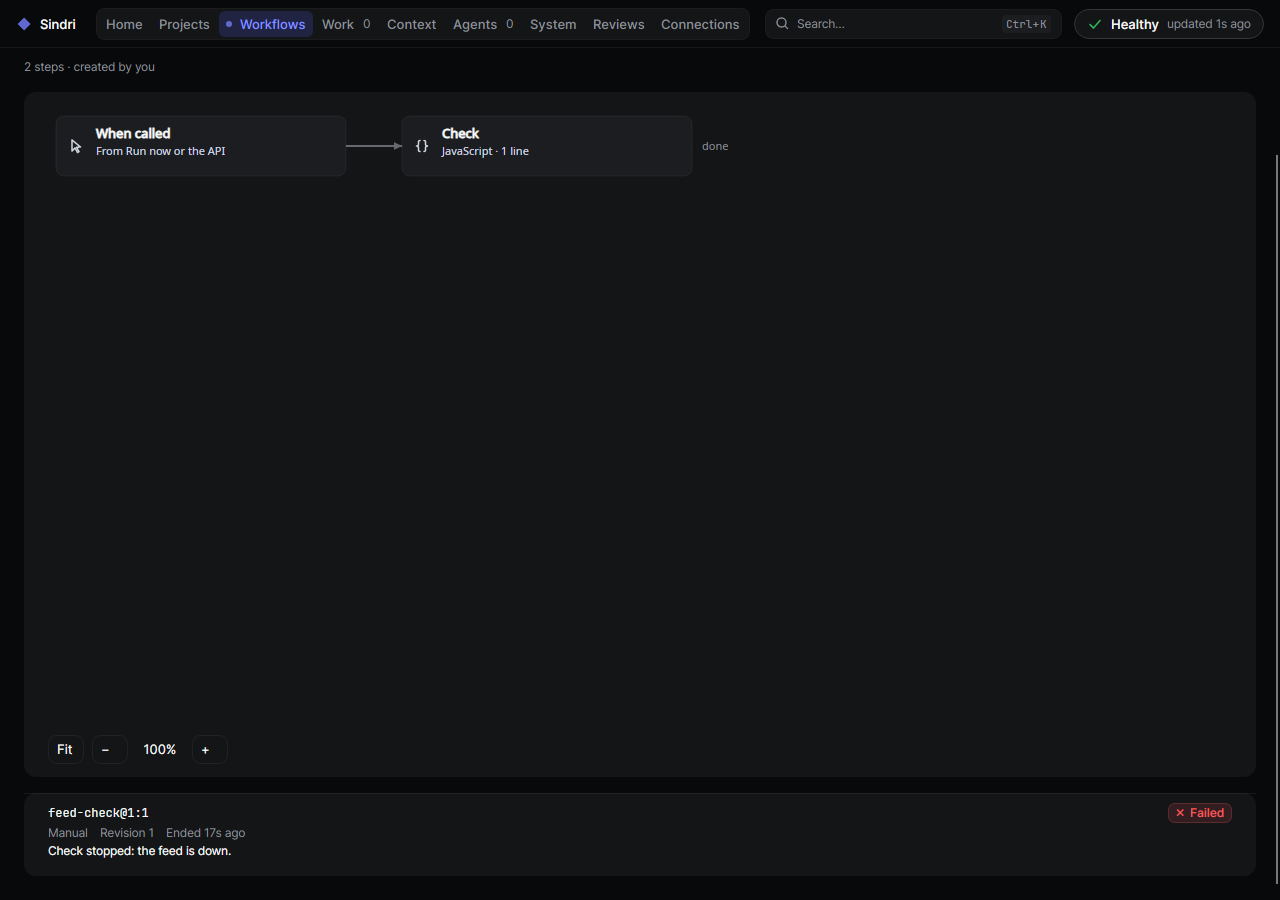 Sindri Home Projects Workflows Work 0 Context Agents 0 System Reviews Connections Search... Ctrl+K Healthy updated 1s ago
2 steps · created by you
When called
From Run now or the API
{} Check
JavaScript · 1 line
done
Fit − 100% +
feed-check@1:1
× Failed
Manual Revision 1 Ended 17s ago
Check stopped: the feed is down.